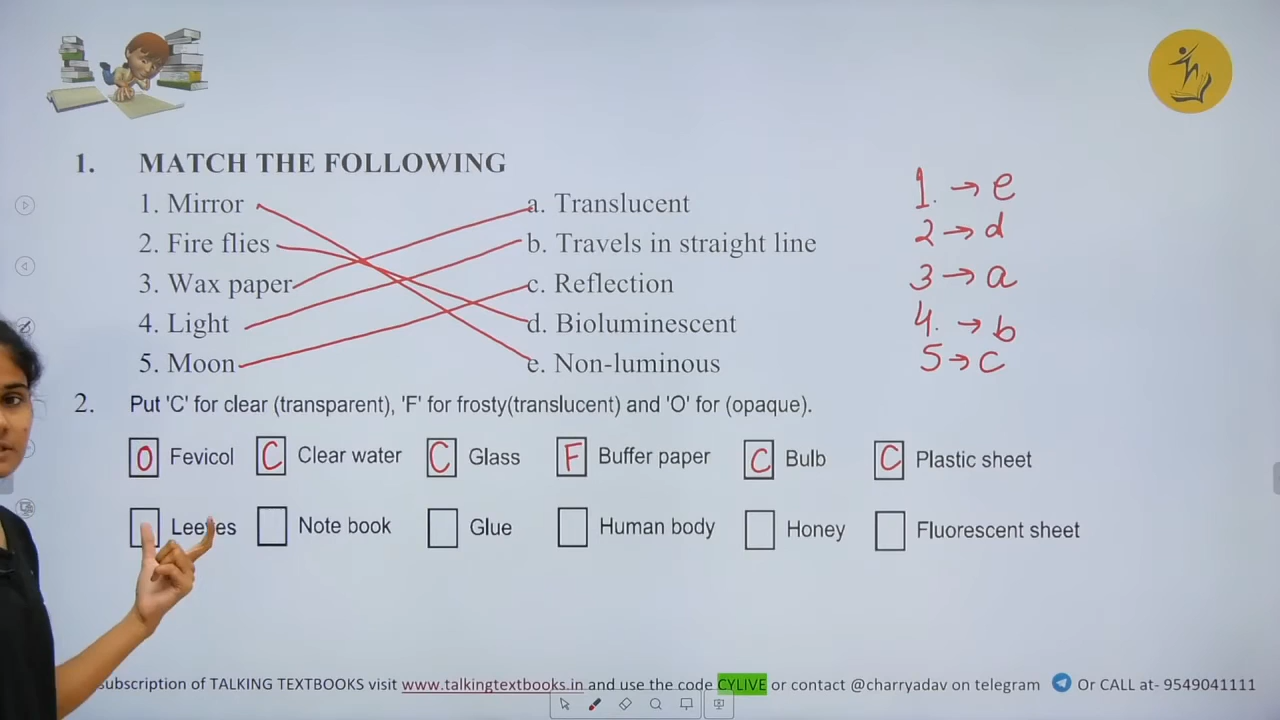 1. MATCH THE FOLLOWING
1. Mirror a. Translucent 1. → e
2. Fire flies b. Travels in straight line 2 → d
3. Wax paper c. Reflection 3 → a
4. Light d. Bioluminescent 4. → b
5. Moon e. Non-luminous 5 → c
2. Put 'C' for clear (transparent), 'F' for frosty(translucent) and 'O' for (opaque).
O Fevicol C Clear water C Glass F Buffer paper C Bulb C Plastic sheet
Note book Glue Human body Honey Fluorescent sheet
subscription of TALKING TEXTBOOKS visit www.talkingtextbooks.in and use the code CYLIVE or contact @charryadav on telegram Or CALL at- 9549041111